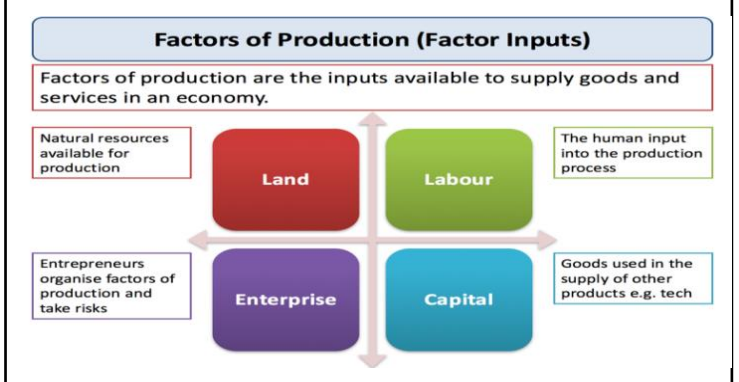 Factors of Production (Factor Inputs)
Factors of production are the inputs available to supply goods and
services in an economy.
Natural resources
available for
production
Land
Labour
The human input
into the production
process
Entrepreneurs
organise factors of
production and
take risks
Enterprise
Capital
Goods used in the
supply of other
products e.g. tech